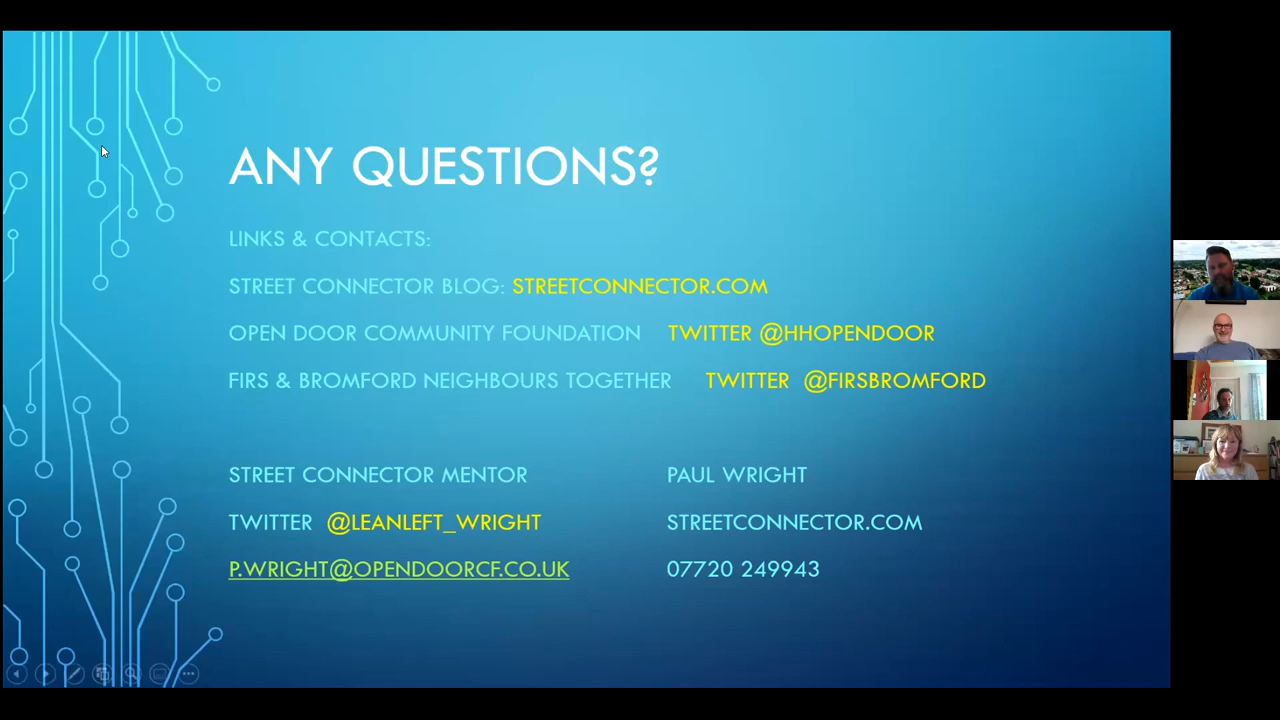 ANY QUESTIONS?
LINKS & CONTACTS:
STREET CONNECTOR BLOG: STREETCONNECTOR.COM
OPEN DOOR COMMUNITY FOUNDATION TWITTER @HHOPENDOOR
FIRS & BROMFORD NEIGHBOURS TOGETHER TWITTER @FIRSBROMFORD
STREET CONNECTOR MENTOR PAUL WRIGHT
TWITTER @LEANLEFT_WRIGHT STREETCONNECTOR.COM
P.WRIGHT@OPENDOORCF.CO.UK 07720 249943